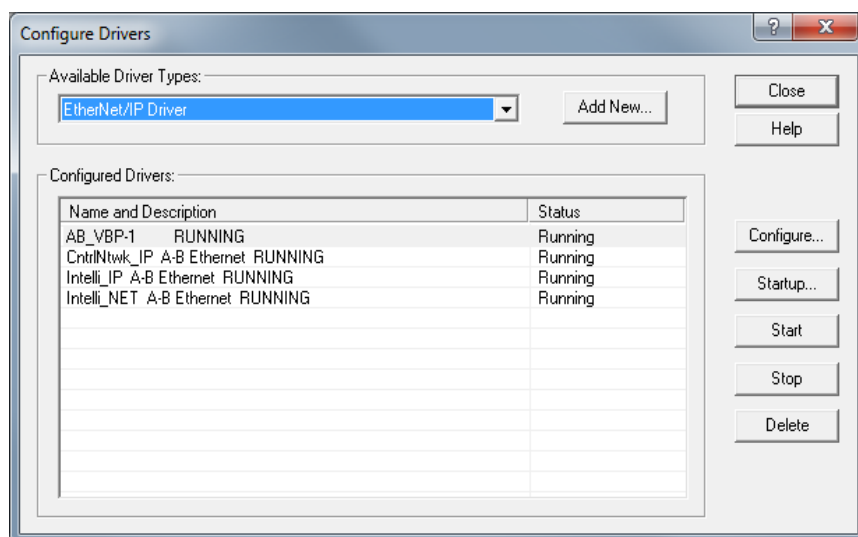 Configure Drivers
Available Driver Types:
EtherNet/IP Driver
Add New...
Close
Help
Configured Drivers:
Name and Description Status
AB_VBP-1 RUNNING Running
CntrlNtwk_IP A-B Ethernet RUNNING Running
Intelli_IP A-B Ethernet RUNNING Running
Intelli_NET A-B Ethernet RUNNING Running
Configure...
Startup...
Start
Stop
Delete